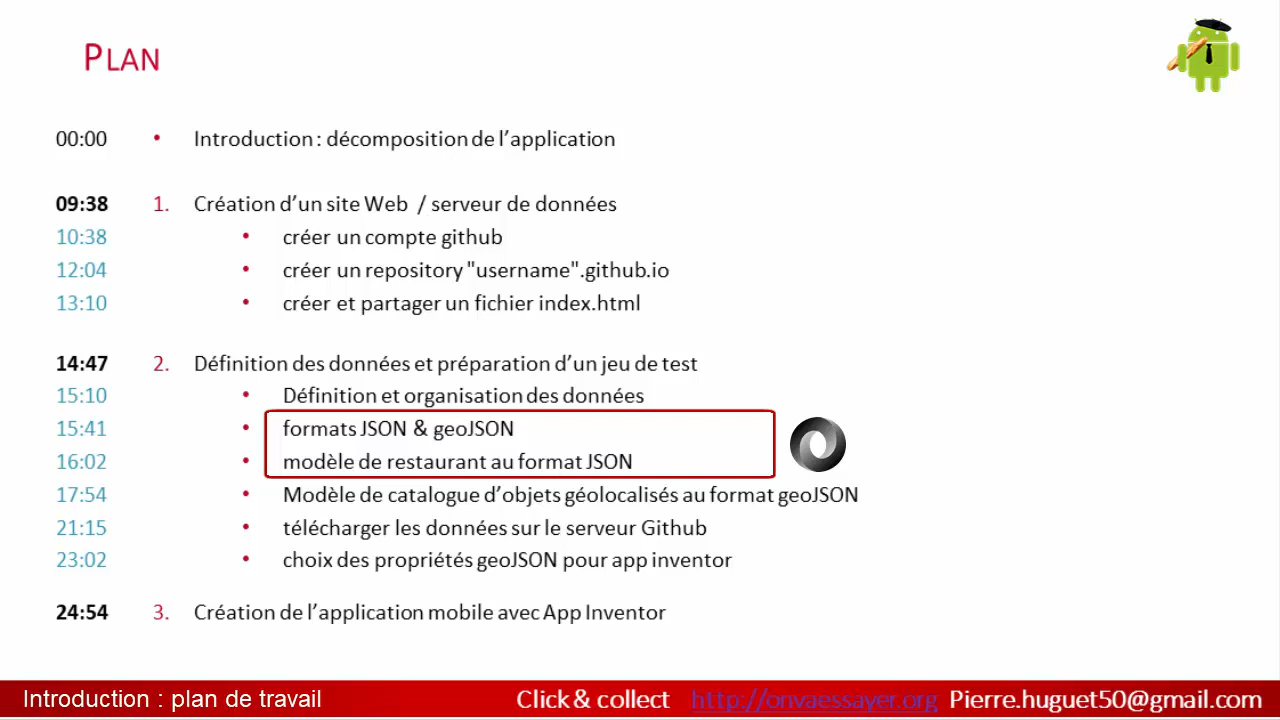 PLAN
00:00 • Introduction : décomposition de l’application
09:38 1. Création d’un site Web / serveur de données
10:38 • créer un compte github
12:04 • créer un repository "username".github.io
13:10 • créer et partager un fichier index.html
14:47 2. Définition des données et préparation d’un jeu de test
15:10 • Définition et organisation des données
15:41 • formats JSON & geoJSON
16:02 • modèle de restaurant au format JSON
17:54 • Modèle de catalogue d’objets géolocalisés au format geoJSON
21:15 • télécharger les données sur le serveur Github
23:02 • choix des propriétés geoJSON pour app inventor
24:54 3. Création de l’application mobile avec App Inventor
Introduction : plan de travail Click & collect http://onvaessayer.org Pierre.huguet50@gmail.com